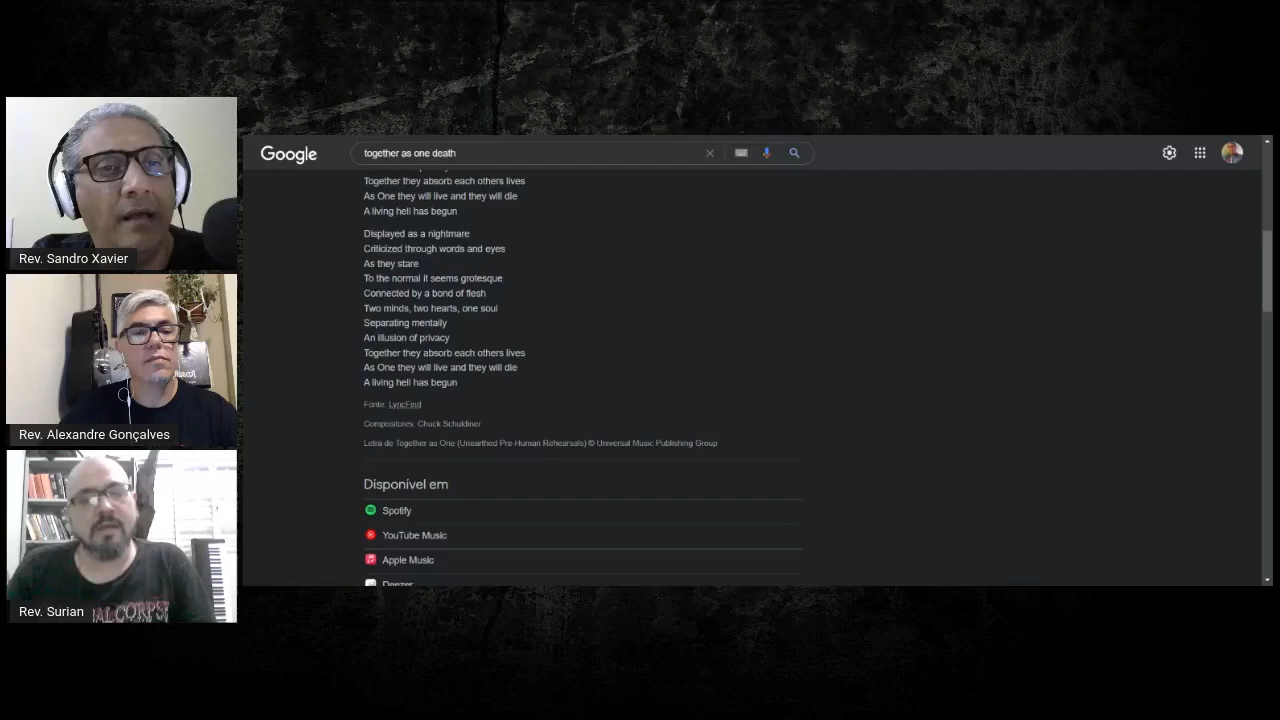 Google
together as one death
Together they absorb each others lives
As One they will live and they will die
A living hell has begun
Displayed as a nightmare
Criticized through words and eyes
As they stare
To the normal it seems grotesque
Connected by a bond of flesh
Two minds, two hearts, one soul
Separating mentally
An illusion of privacy
Together they absorb each others lives
As One they will live and they will die
A living hell has begun
Fonte: LyricFind
Compositores: Chuck Schuldiner
Letra de Together as One (Unearthed Pre-Human Rehersals) © Universal Music Publishing Group
Disponível em
Spotify
YouTube Music
Apple Music
Deezer
Rev. Sandro Xavier
Rev. Alexandre Gonçalves
Rev. Surian